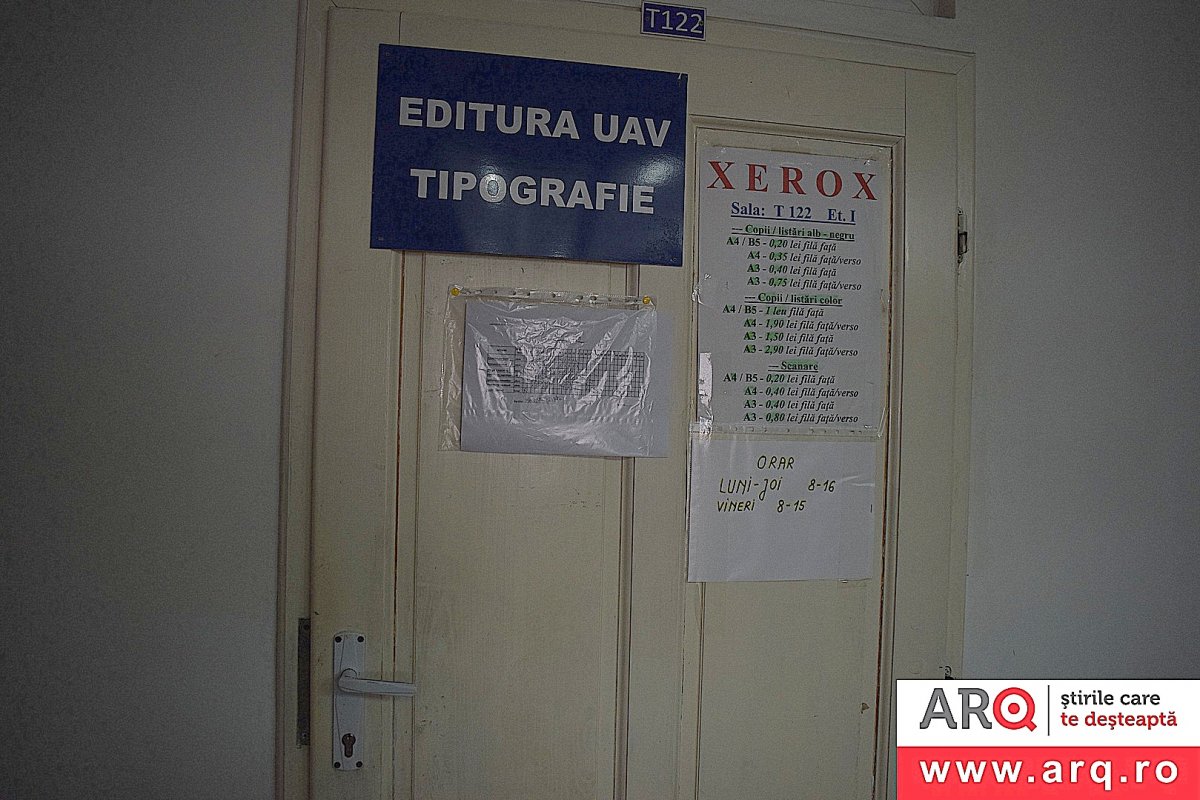 T122
EDITURA UAV
TIPOGRAFIE
XEROX
Sala: T 122 Et. I
--- Copii / listări alb - negru
A4 / B5 - 0,20 lei filă față
A4 - 0,35 lei filă față/verso
A3 - 0,40 lei filă față
A3 - 0,75 lei filă față/verso
--- Copii / listări color
A4 / B5 - 1 leu filă față
A4 - 1,90 lei filă față/verso
A3 - 1,50 lei filă față
A3 - 2,90 lei filă față/verso
--- Scanare
A4 / B5 - 0,20 lei filă față
A4 - 0,40 lei filă față/verso
A3 - 0,40 lei filă față
A3 - 0,80 lei filă față/verso
ORAR
LUNI-JOI 8-16
VINERI 8-15
ARQ
știrile care
te deșteaptă
www.arq.ro